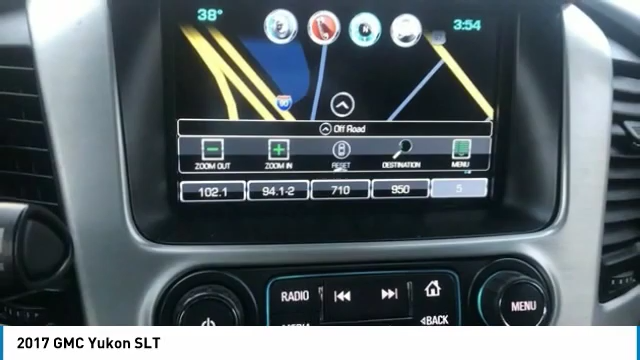 38°
3:54
90
Off Road
ZOOM OUT
ZOOM IN
RESET
DESTINATION
MENU
102.1
94.1-2
710
950
5
RADIO
MENU
MEDIA
BACK
2017 GMC Yukon SLT